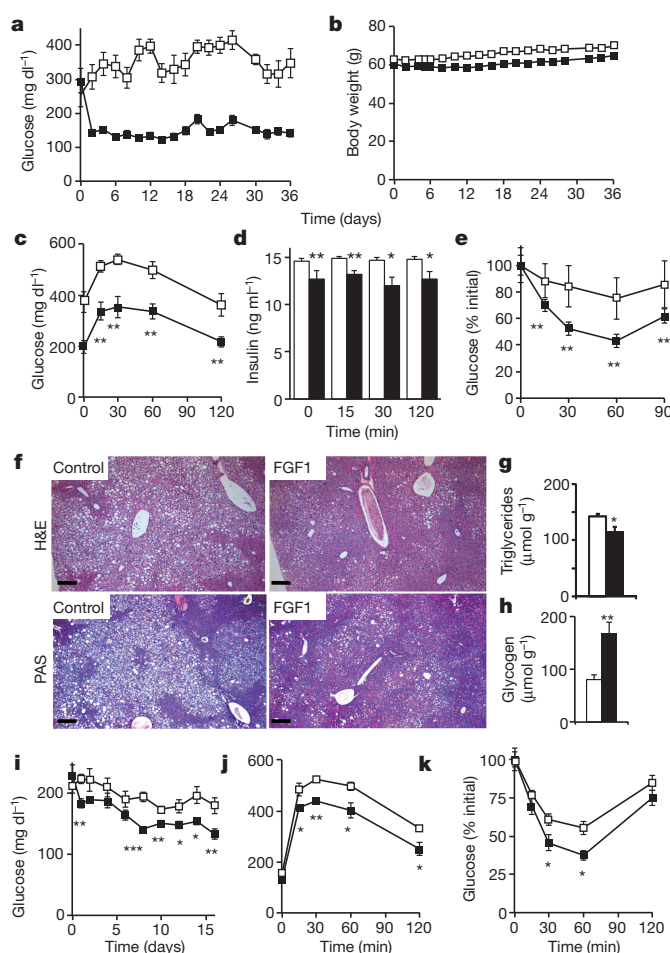 a
Glucose (mg dl⁻¹)
400
300
200
100
0
0 6 12 18 24 30 36
b
Body weight (g)
80
60
40
20
0
0 6 12 18 24 30 36
Time (days)
c
Glucose (mg dl⁻¹)
600
400
200
0
** ** ** **
0 30 60 90 120
d
Insulin (ng ml⁻¹)
15
10
5
0
** ** * *
0 15 30 120
Time (min)
e
Glucose (% initial)
100
75
50
25
0
** ** ** **
0 30 60 90
f
H&E
Control
FGF1
PAS
Control
FGF1
g
Triglycerides (μmol g⁻¹)
200
100
0
*
h
Glycogen (μmol g⁻¹)
200
100
0
**
i
Glucose (mg dl⁻¹)
200
150
100
** *** ** * * **
0 5 10 15
Time (days)
j
600
400
200
0
* ** * *
0 30 60 90 120
Time (min)
k
Glucose (% initial)
100
75
50
25
0
* *
0 30 60 90 120
Time (min)